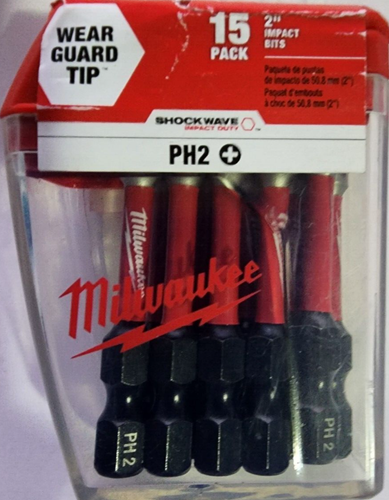 WEAR
GUARD
TIP™
15
PACK
2"
IMPACT
BITS
Paquete de puntas
de impacto de 50,8 mm (2")
Paquet d'embouts
à choc de 50,8 mm (2")
SHOCKWAVE
IMPACT DUTY™
PH2
Milwaukee
Milwaukee
PH2
PH2